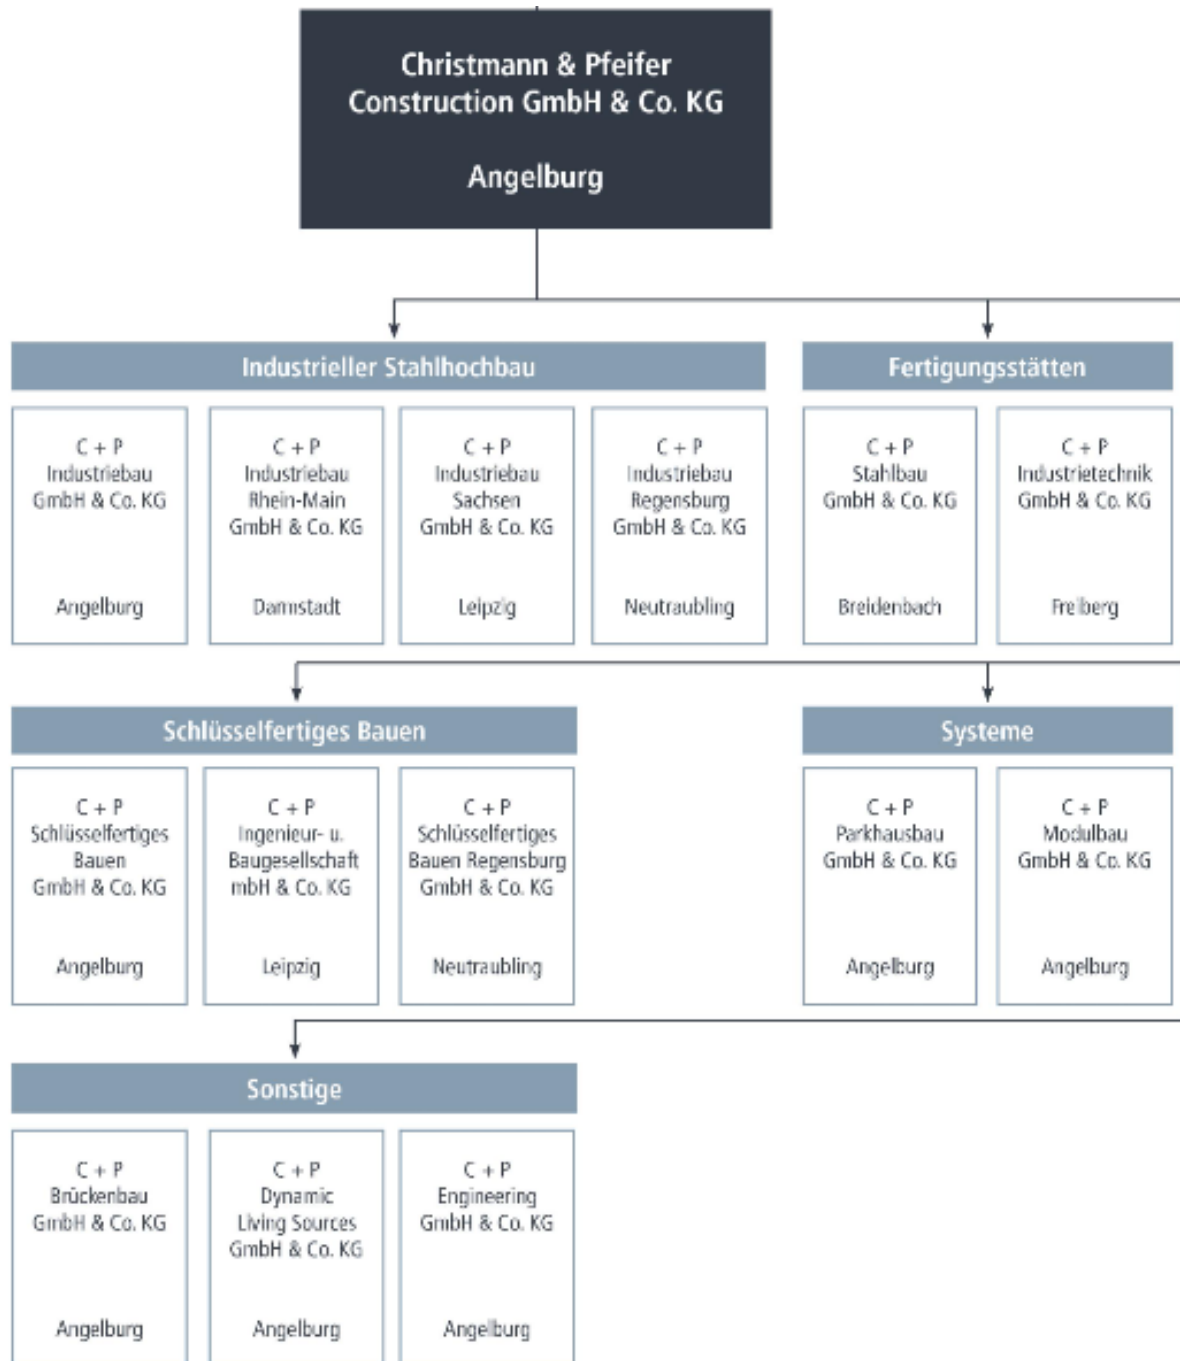 Christmann & Pfeifer
Construction GmbH & Co. KG
Angelburg
Industrieller Stahlhochbau
C + P
Industriebau
GmbH & Co. KG
Angelburg
C + P
Industriebau
Rhein-Main
GmbH & Co. KG
Darmstadt
C + P
Industriebau
Sachsen
GmbH & Co. KG
Leipzig
C + P
Industriebau
Regensburg
GmbH & Co. KG
Neutraubling
Fertigungsstätten
C + P
Stahlbau
GmbH & Co. KG
Breidenbach
C + P
Industrietechnik
GmbH & Co. KG
Freiberg
Schlüsselfertiges Bauen
C + P
Schlüsselfertiges
Bauen
GmbH & Co. KG
Angelburg
C + P
Ingenieur- u.
Baugesellschaft
mbH & Co. KG
Leipzig
C + P
Schlüsselfertiges
Bauen Regensburg
GmbH & Co. KG
Neutraubling
Systeme
C + P
Parkhausbau
GmbH & Co. KG
Angelburg
C + P
Modulbau
GmbH & Co. KG
Angelburg
Sonstige
C + P
Brückenbau
GmbH & Co. KG
Angelburg
C + P
Dynamic
Living Sources
GmbH & Co. KG
Angelburg
C + P
Engineering
GmbH & Co. KG
Angelburg